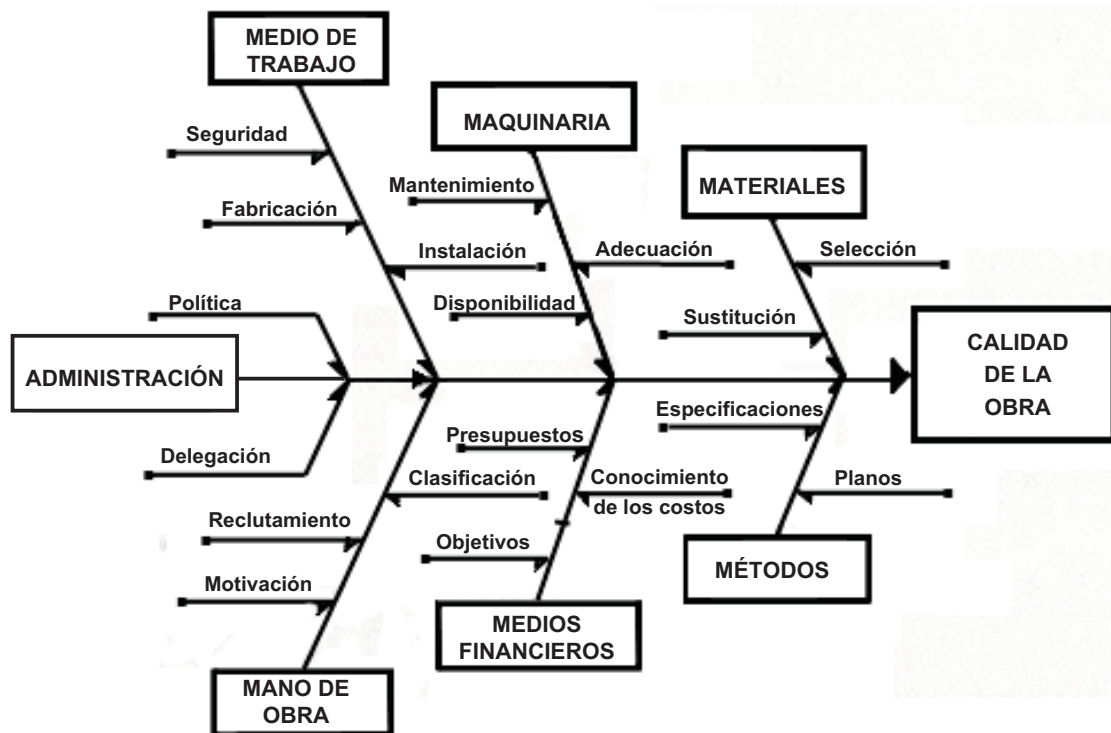 MEDIO DE
TRABAJO
MAQUINARIA
Seguridad
MATERIALES
Mantenimiento
Fabricación
Instalación
Adecuación
Selección
Política
Disponibilidad
Sustitución
ADMINISTRACIÓN
CALIDAD
DE LA
OBRA
Especificaciones
Presupuestos
Delegación
Clasificación
Conocimiento
de los costos
Planos
Reclutamiento
Objetivos
MÉTODOS
Motivación
MEDIOS
FINANCIEROS
MANO DE
OBRA